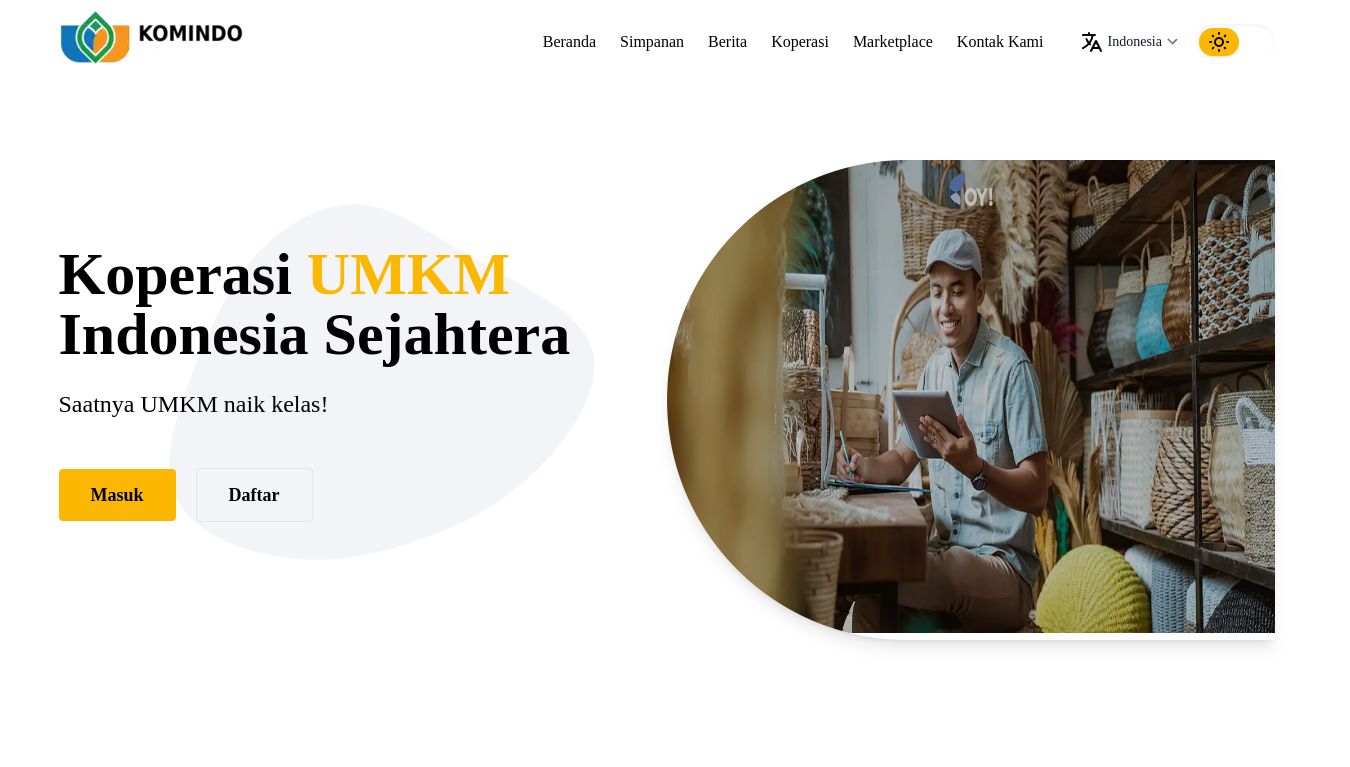 KOMINDO
Beranda Simpanan Berita Koperasi Marketplace Kontak Kami Indonesia
OY!
Koperasi UMKM
Indonesia Sejahtera
Saatnya UMKM naik kelas!
Masuk Daftar